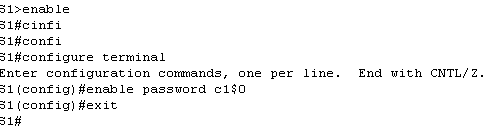 S1>enable
S1#cinfi
S1#confi
S1#configure terminal
Enter configuration commands, one per line.  End with CNTL/Z.
S1(config)#enable password c1$0
S1(config)#exit
S1#